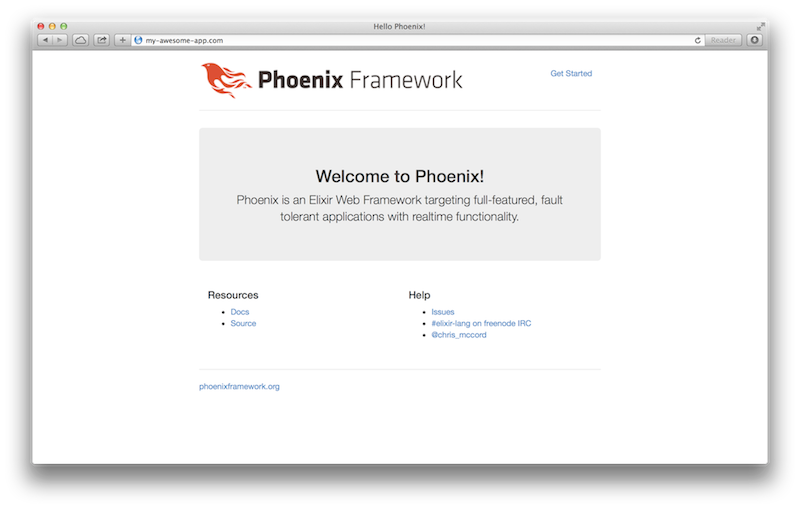 Hello Phoenix!
my-awesome-app.com
Reader
Phoenix Framework
Get Started
Welcome to Phoenix!
Phoenix is an Elixir Web Framework targeting full-featured, fault
tolerant applications with realtime functionality.
Resources
Docs
Source
Help
Issues
#elixir-lang on freenode IRC
@chris_mccord
phoenixframework.org